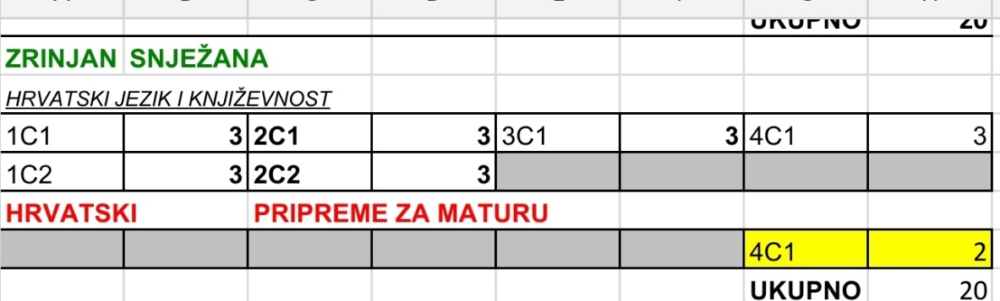 UKUPNO 20
ZRINJAN SNJEŽANA
HRVATSKI JEZIK I KNJIŽEVNOST
1C1 3 2C1 3 3C1 3 4C1 3
1C2 3 2C2 3
HRVATSKI PRIPREME ZA MATURU
4C1 2
UKUPNO 20